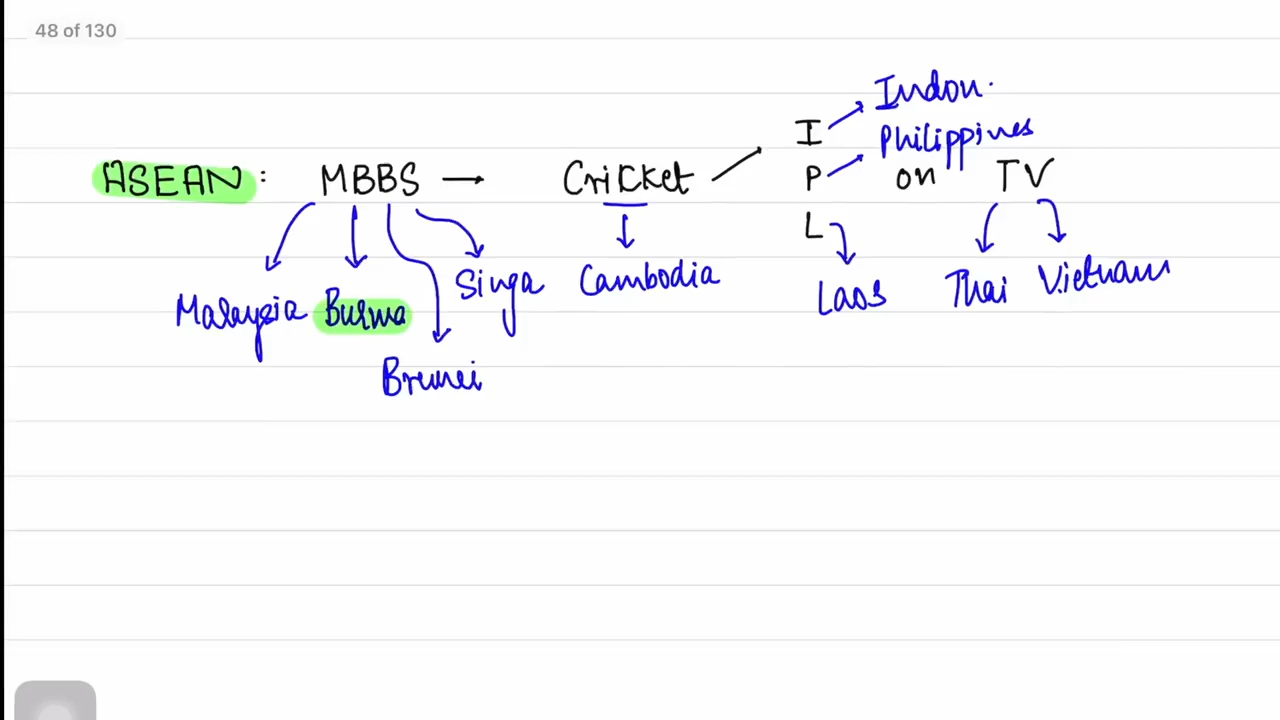 48 of 130
Indon.
I Philippines
ASEAN : MBBS → Cricket P on TV
L
Malaysia Burma Singa Cambodia Laos Thai Vietnam
Brunei